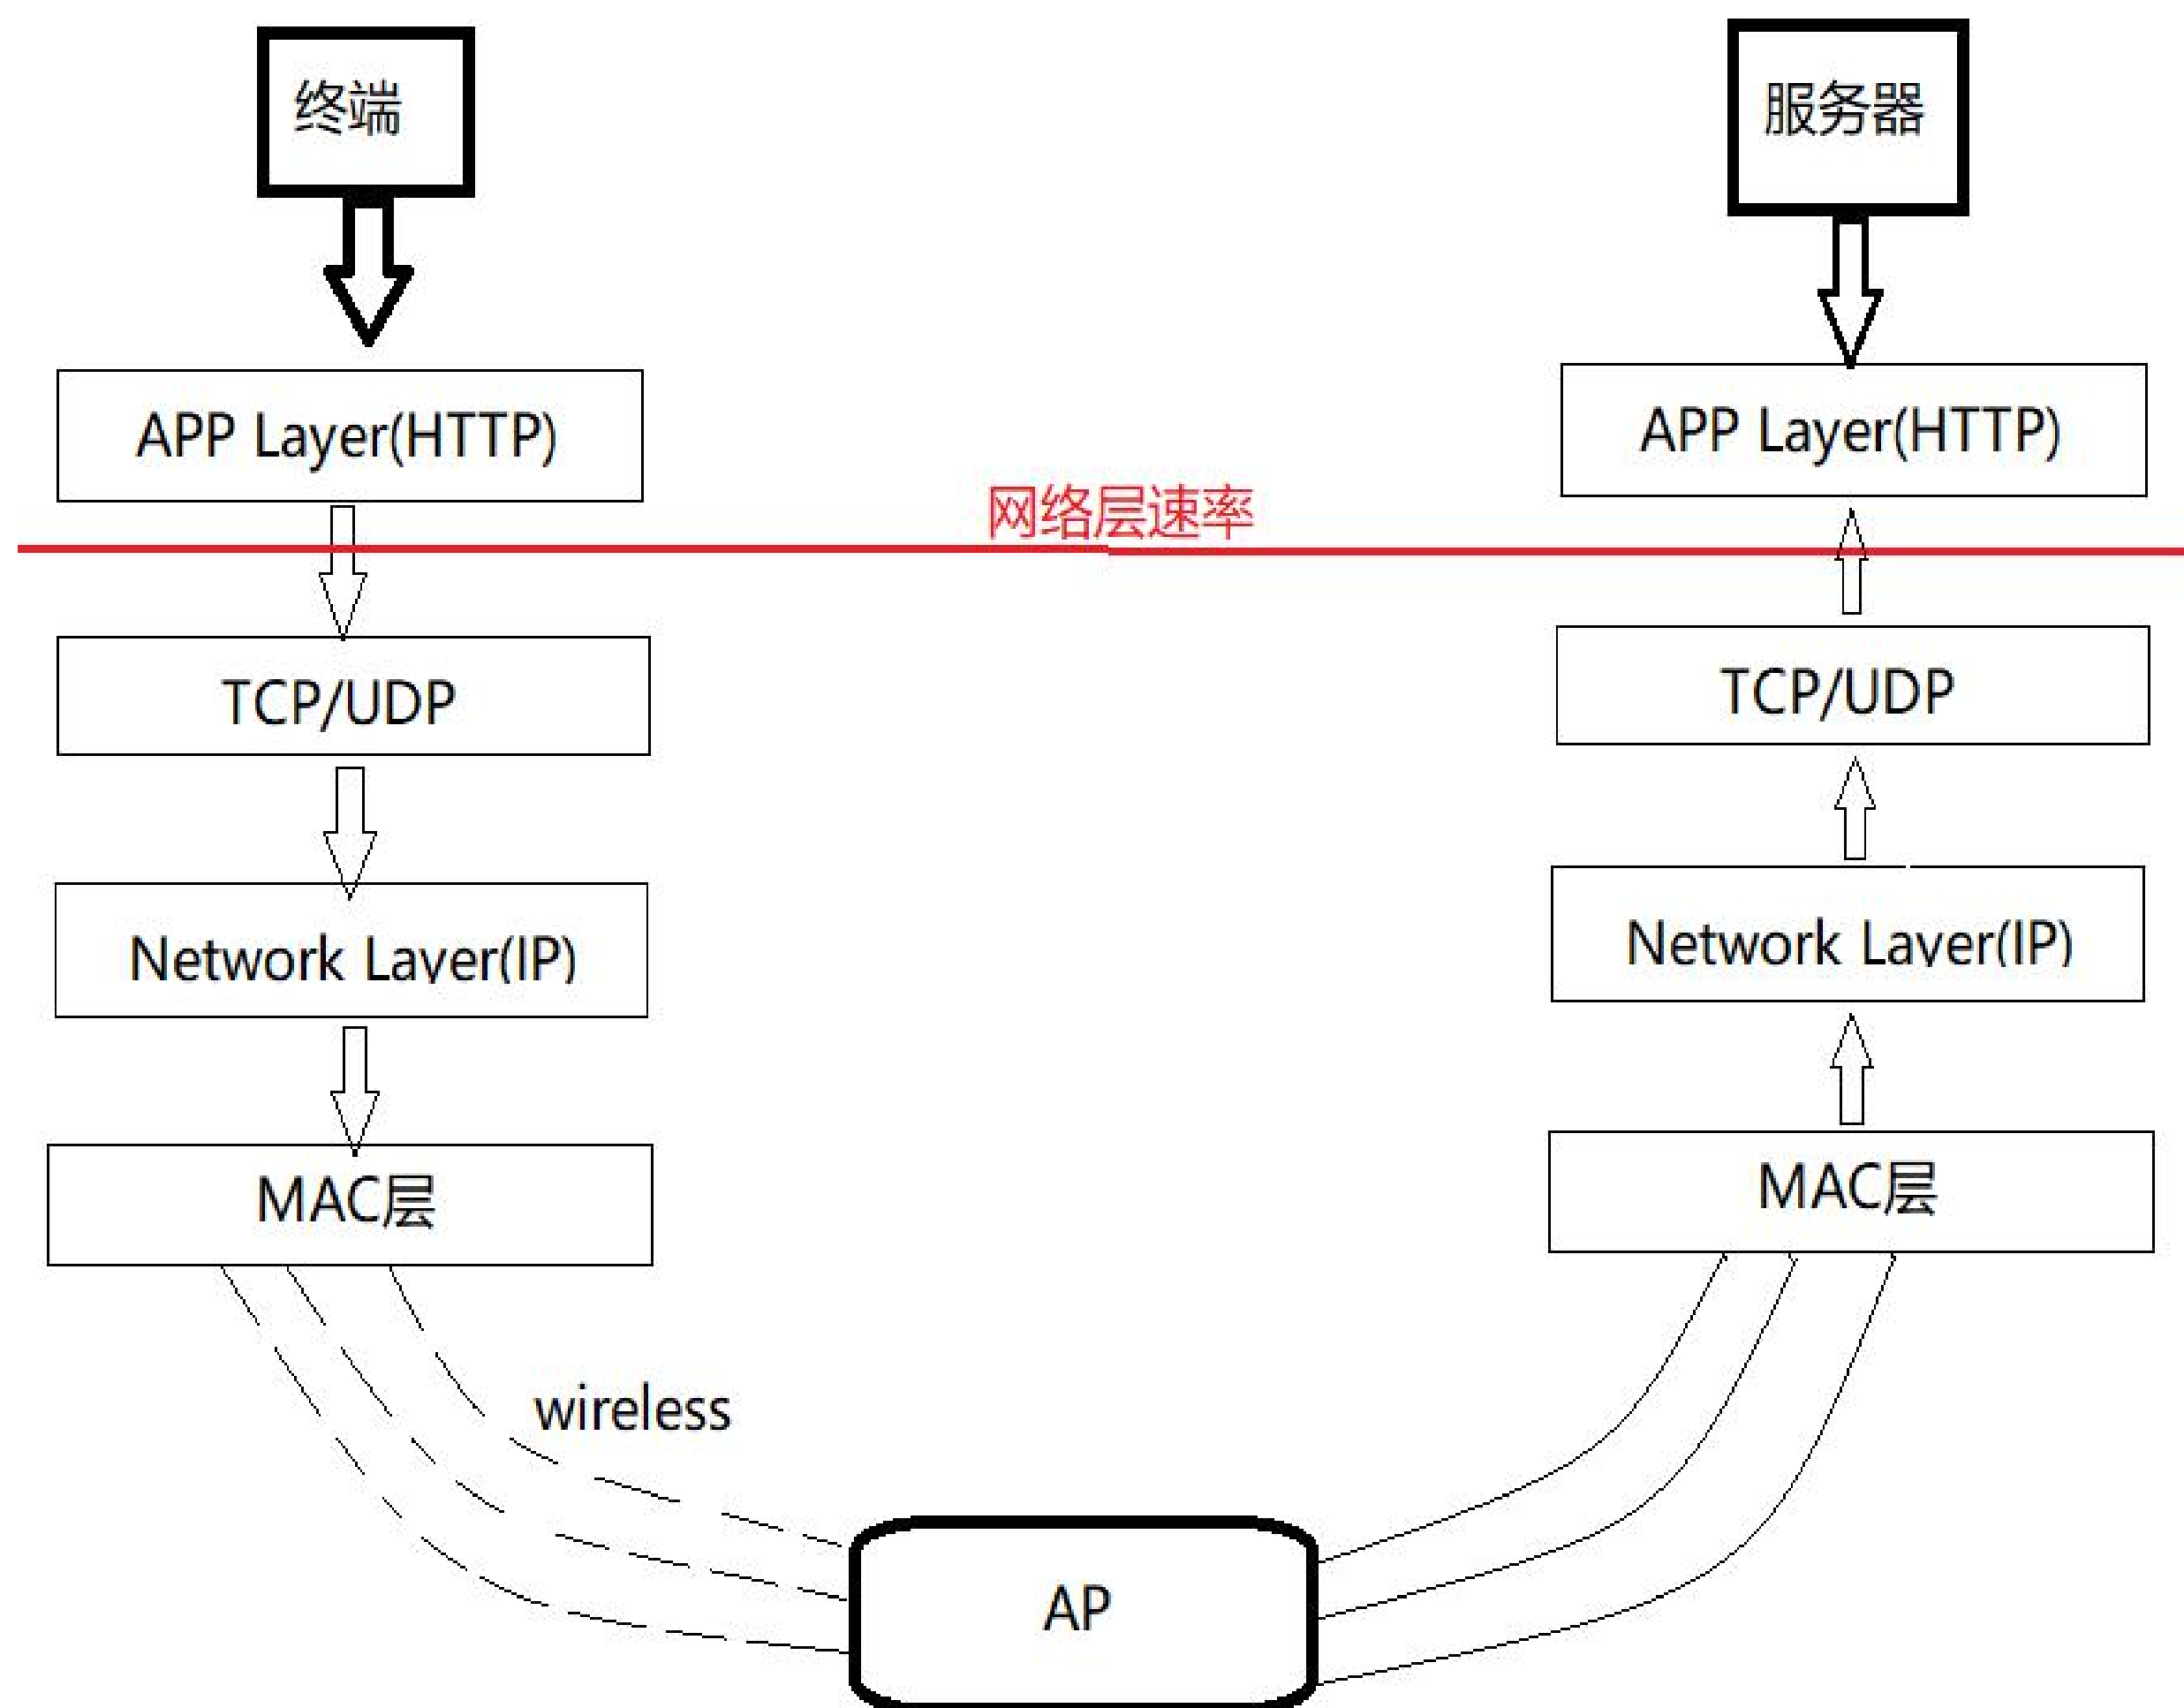 终端
服务器
APP Layer(HTTP)
APP Layer(HTTP)
网络层速率
TCP/UDP
TCP/UDP
Network Layer(IP)
Network Layer(IP)
MAC层
MAC层
wireless
AP